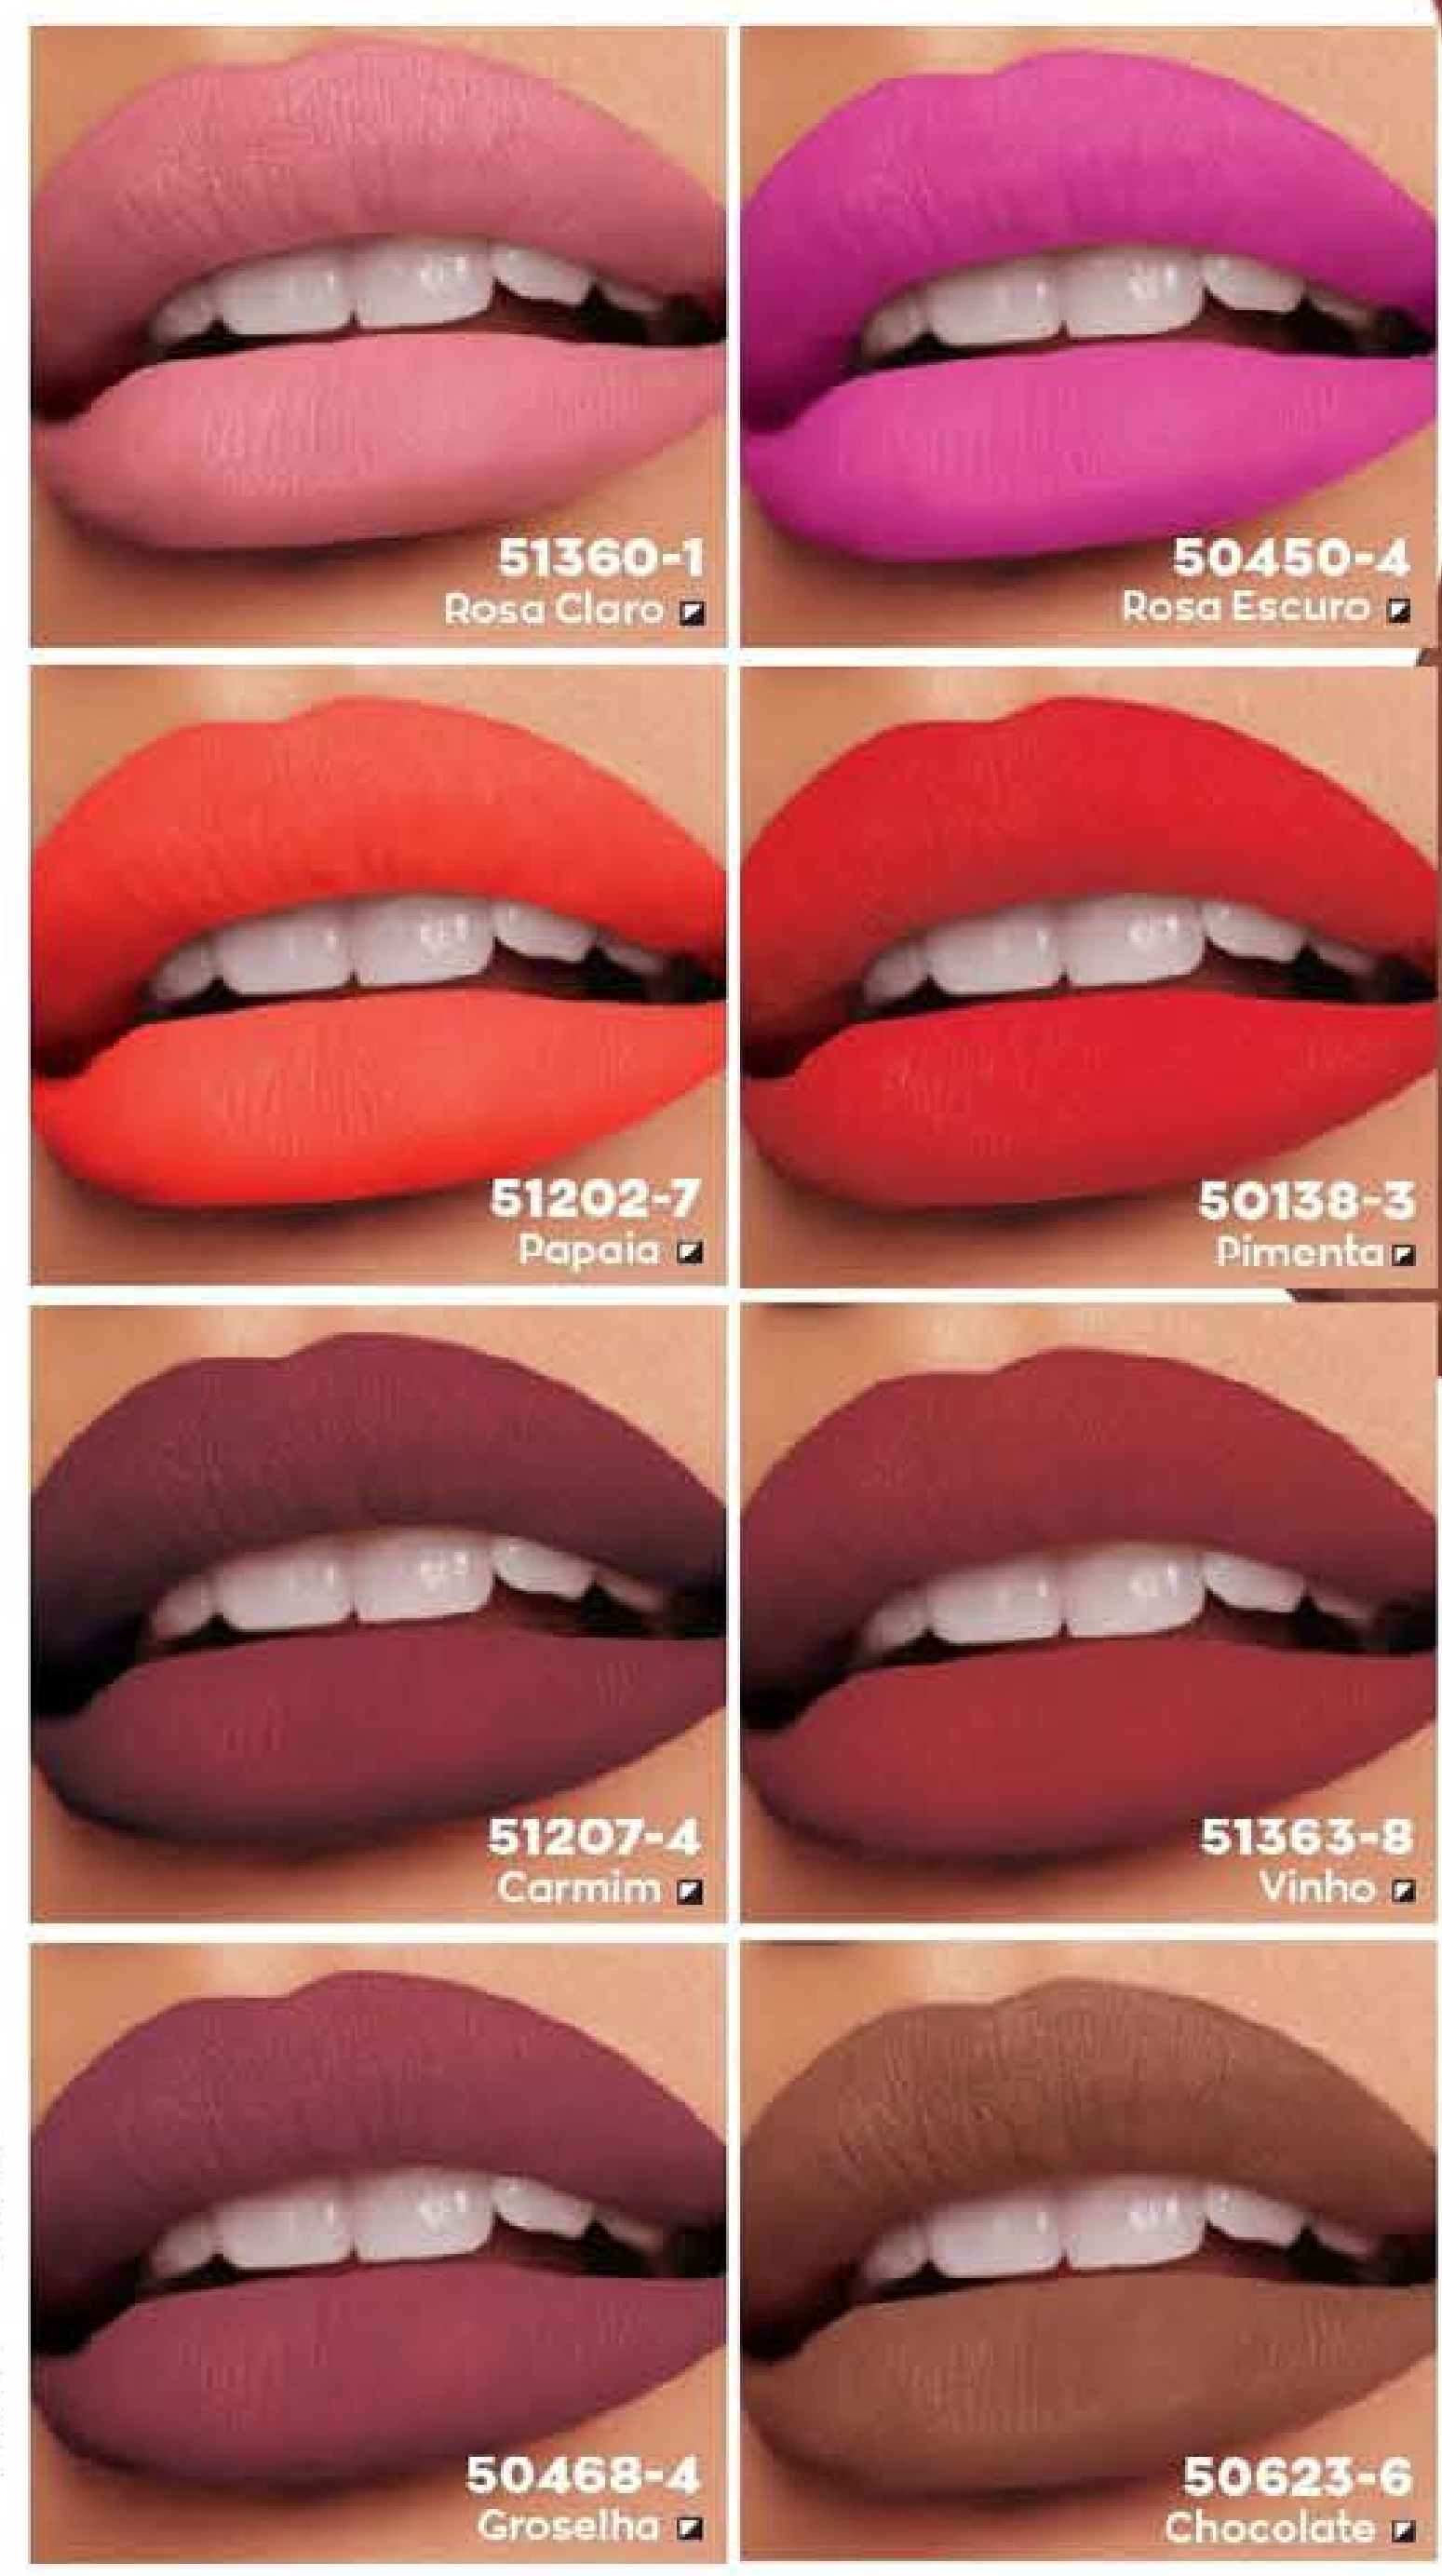 51360-1
Rosa Claro
50450-4
Rosa Escuro
51202-7
Papaia
50138-3
Pimenta
51207-4
Carmim
51363-8
Vinho
50468-4
Groselha
50623-6
Chocolate